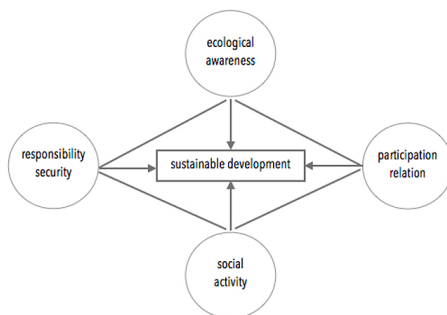 ecological
awareness
responsibility
security
sustainable development
participation
relation
social
activity